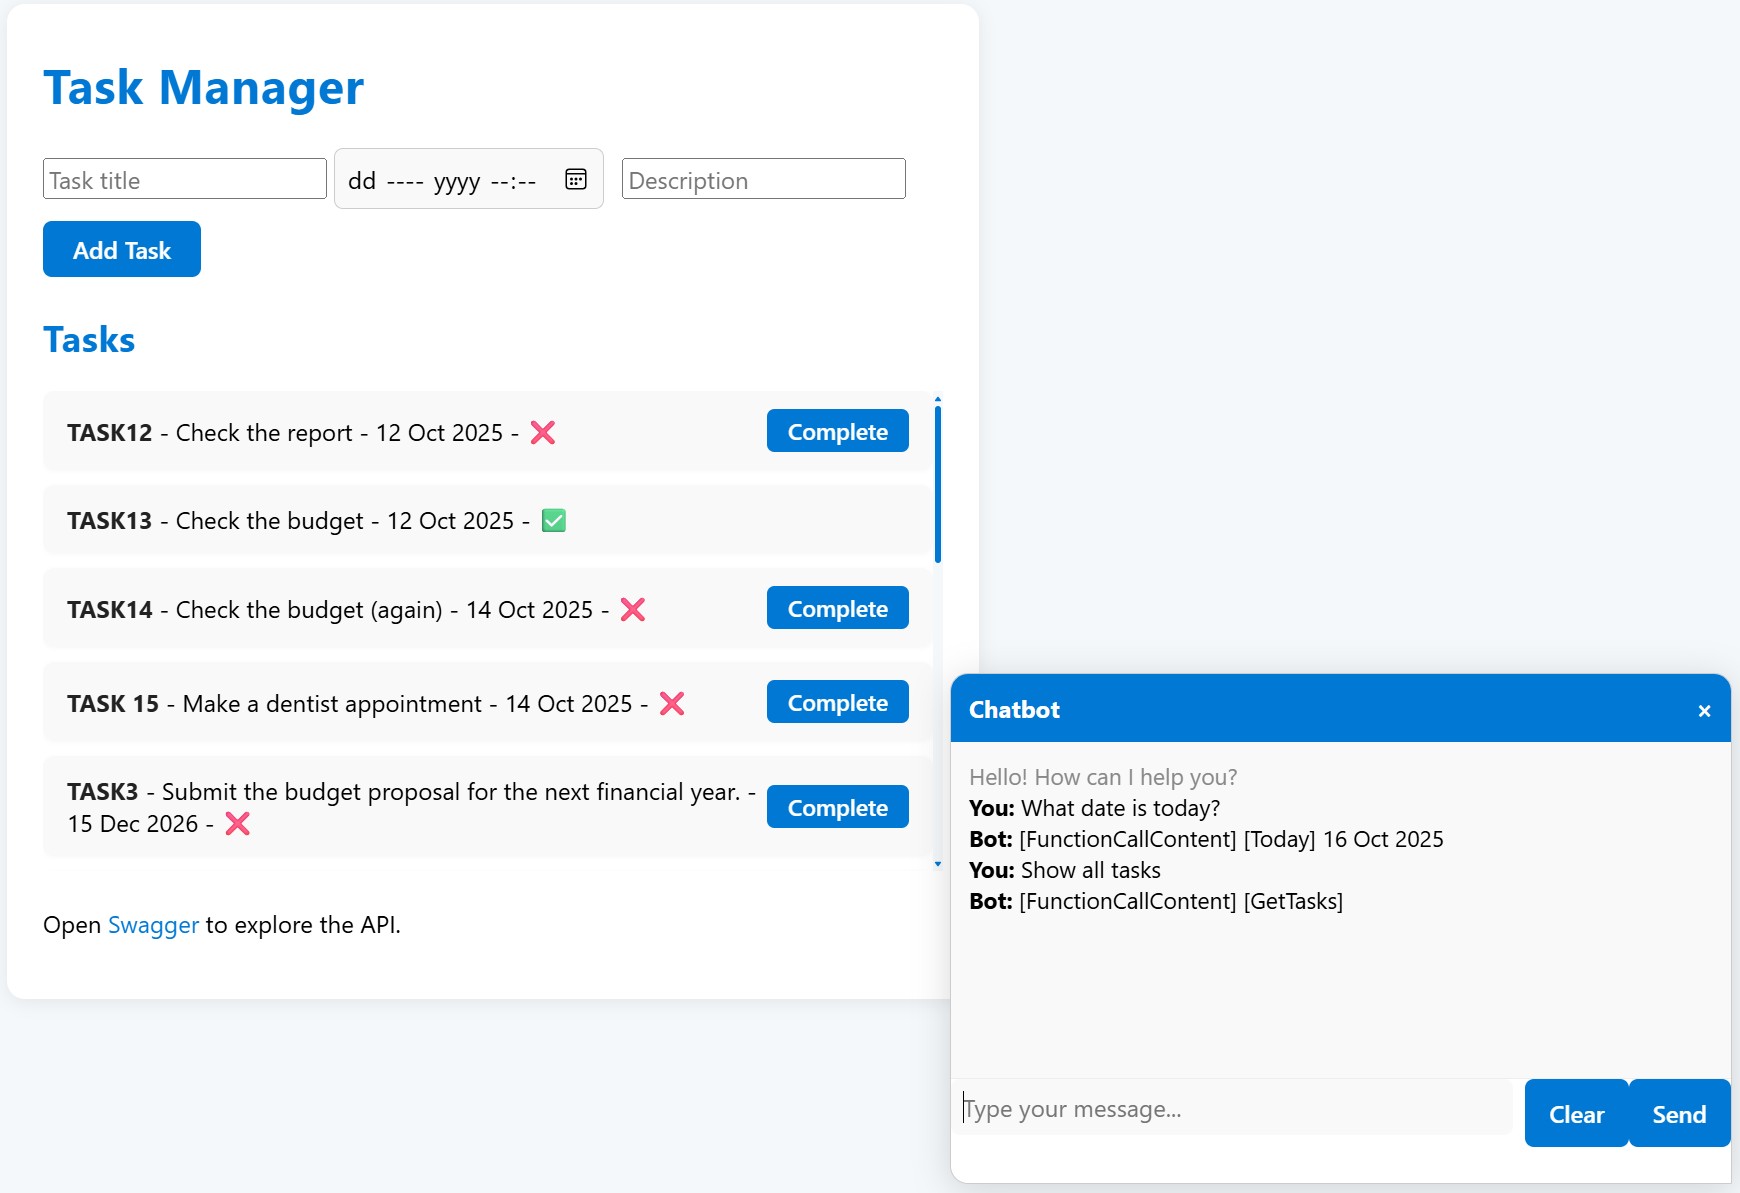 Task Manager
Task title
dd ---- yyyy --:--
Description
Add Task
Tasks
TASK12 - Check the report - 12 Oct 2025 - ❌
Complete
TASK13 - Check the budget - 12 Oct 2025 - ✅
TASK14 - Check the budget (again) - 14 Oct 2025 - ❌
Complete
TASK 15 - Make a dentist appointment - 14 Oct 2025 - ❌
Complete
TASK3 - Submit the budget proposal for the next financial year. -
15 Dec 2026 - ❌
Complete
Open Swagger to explore the API.
Chatbot
×
Hello! How can I help you?
You: What date is today?
Bot: [FunctionCallContent] [Today] 16 Oct 2025
You: Show all tasks
Bot: [FunctionCallContent] [GetTasks]
Type your message...
Clear
Send